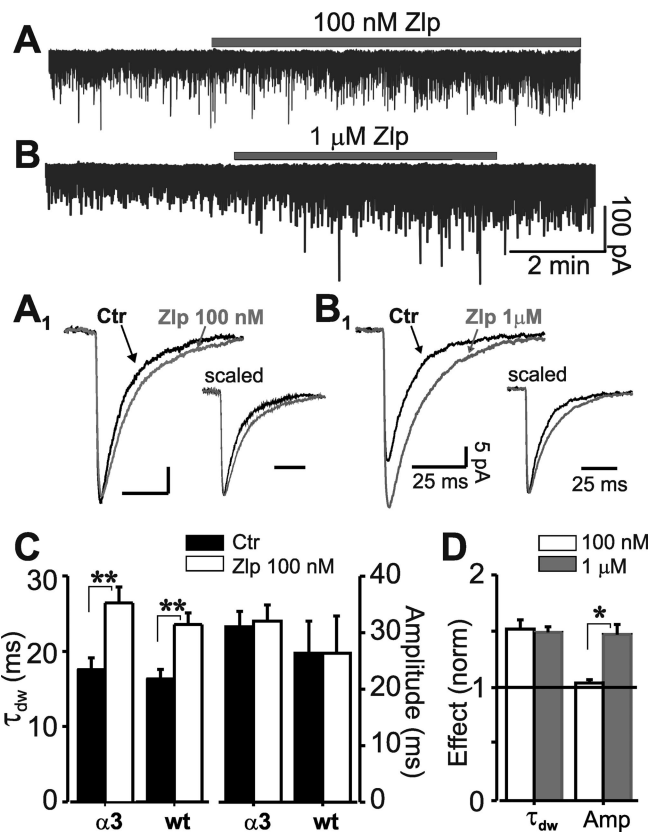 A
100 nM Zlp
B
1 μM Zlp
100 pA
2 min
A1
Ctr
Zlp 100 nM
scaled
B1
Ctr
Zlp 1μM
scaled
5 pA
25 ms
25 ms
C
Ctr
Zlp 100 nM
D
100 nM
1 μM
30
20
10
0
τdw (ms)
**
**
40
30
20
10
0
Amplitude (ms)
α3
wt
α3
wt
2
1
0
Effect (norm)
*
τdw
Amp